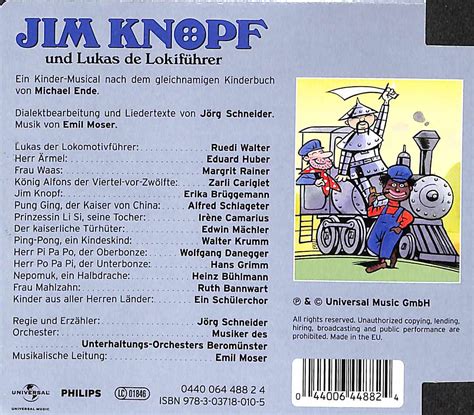 JIM KNOPF
und Lukas de Lokiführer
Ein Kinder-Musical nach dem gleichnamigen Kinderbuch
von Michael Ende.
Dialektbearbeitung und Liedertexte von Jörg Schneider.
Musik von Emil Moser.
Lukas der Lokomotivführer: Ruedi Walter
Herr Ärmel: Eduard Huber
Frau Waas: Margrit Rainer
König Alfons der Viertel-vor-Zwölfte: Zarli Carigiet
Jim Knopf: Erika Brüggemann
Pung Ging, der Kaiser von China: Alfred Schlageter
Prinzessin Li Si, seine Tocher: Irène Camarius
Der kaiserliche Türhüter: Edwin Mächler
Ping-Pong, ein Kindeskind: Walter Krumm
Herr Pi Pa Po, der Oberbonze: Wolfgang Danegger
Herr Po Pa Pi, der Unterbonze: Hans Grimm
Nepomuk, ein Halbdrache: Heinz Bühlmann
Frau Mahlzahn: Ruth Bannwart
Kinder aus aller Herren Länder: Ein Schülerchor
Regie und Erzähler: Jörg Schneider
Orchester: Musiker des
Unterhaltungs-Orchesters Beromünster
Musikalische Leitung: Emil Moser
℗ & © Universal Music GmbH
All rights reserved. Unauthorized copying, lending,
hiring, broadcasting and public performance are
prohibited. Made in the EU.
UNIVERSAL
UNIVERSAL MUSIC
PHILIPS
LC 01846
0440 064 488 2 4
ISBN 978-3-03718-010-5
0 44006 44882 4